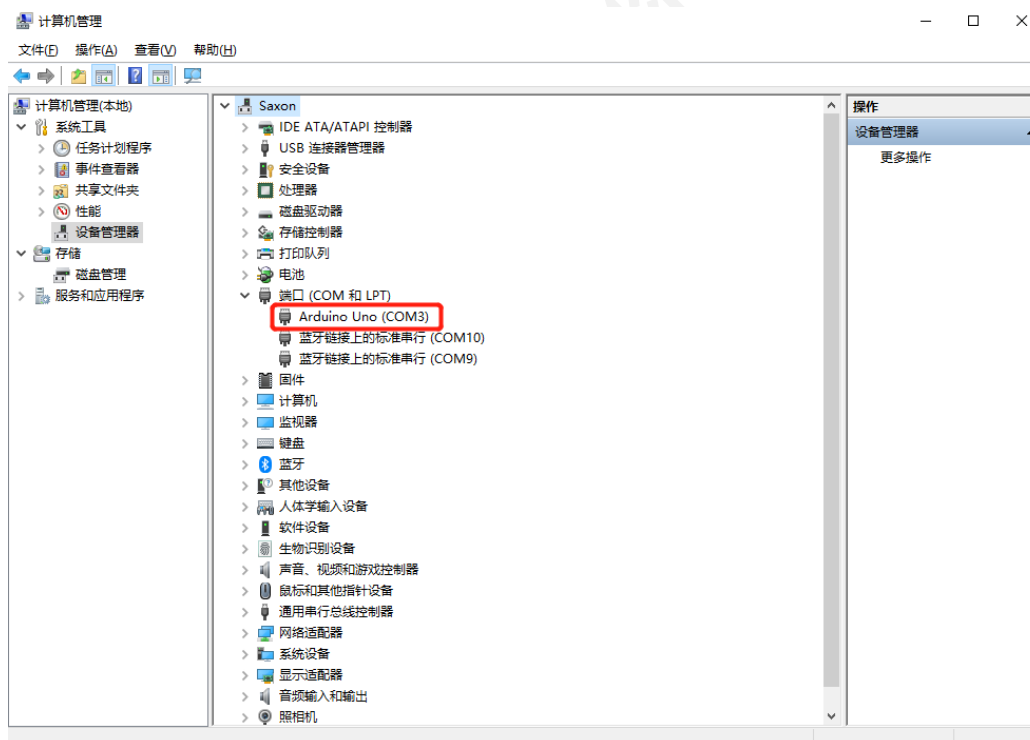 计算机管理
文件(F) 操作(A) 查看(V) 帮助(H)
计算机管理(本地)
系统工具
任务计划程序
事件查看器
共享文件夹
性能
设备管理器
存储
磁盘管理
服务和应用程序
Saxon
IDE ATA/ATAPI 控制器
USB 连接器管理器
安全设备
处理器
磁盘驱动器
存储控制器
打印队列
电池
端口 (COM 和 LPT)
Arduino Uno (COM3)
蓝牙链接上的标准串行 (COM10)
蓝牙链接上的标准串行 (COM9)
固件
计算机
监视器
键盘
蓝牙
其他设备
人体学输入设备
软件设备
生物识别设备
声音、视频和游戏控制器
鼠标和其他指针设备
通用串行总线控制器
网络适配器
系统设备
显示适配器
音频输入和输出
照相机
操作
设备管理器
更多操作